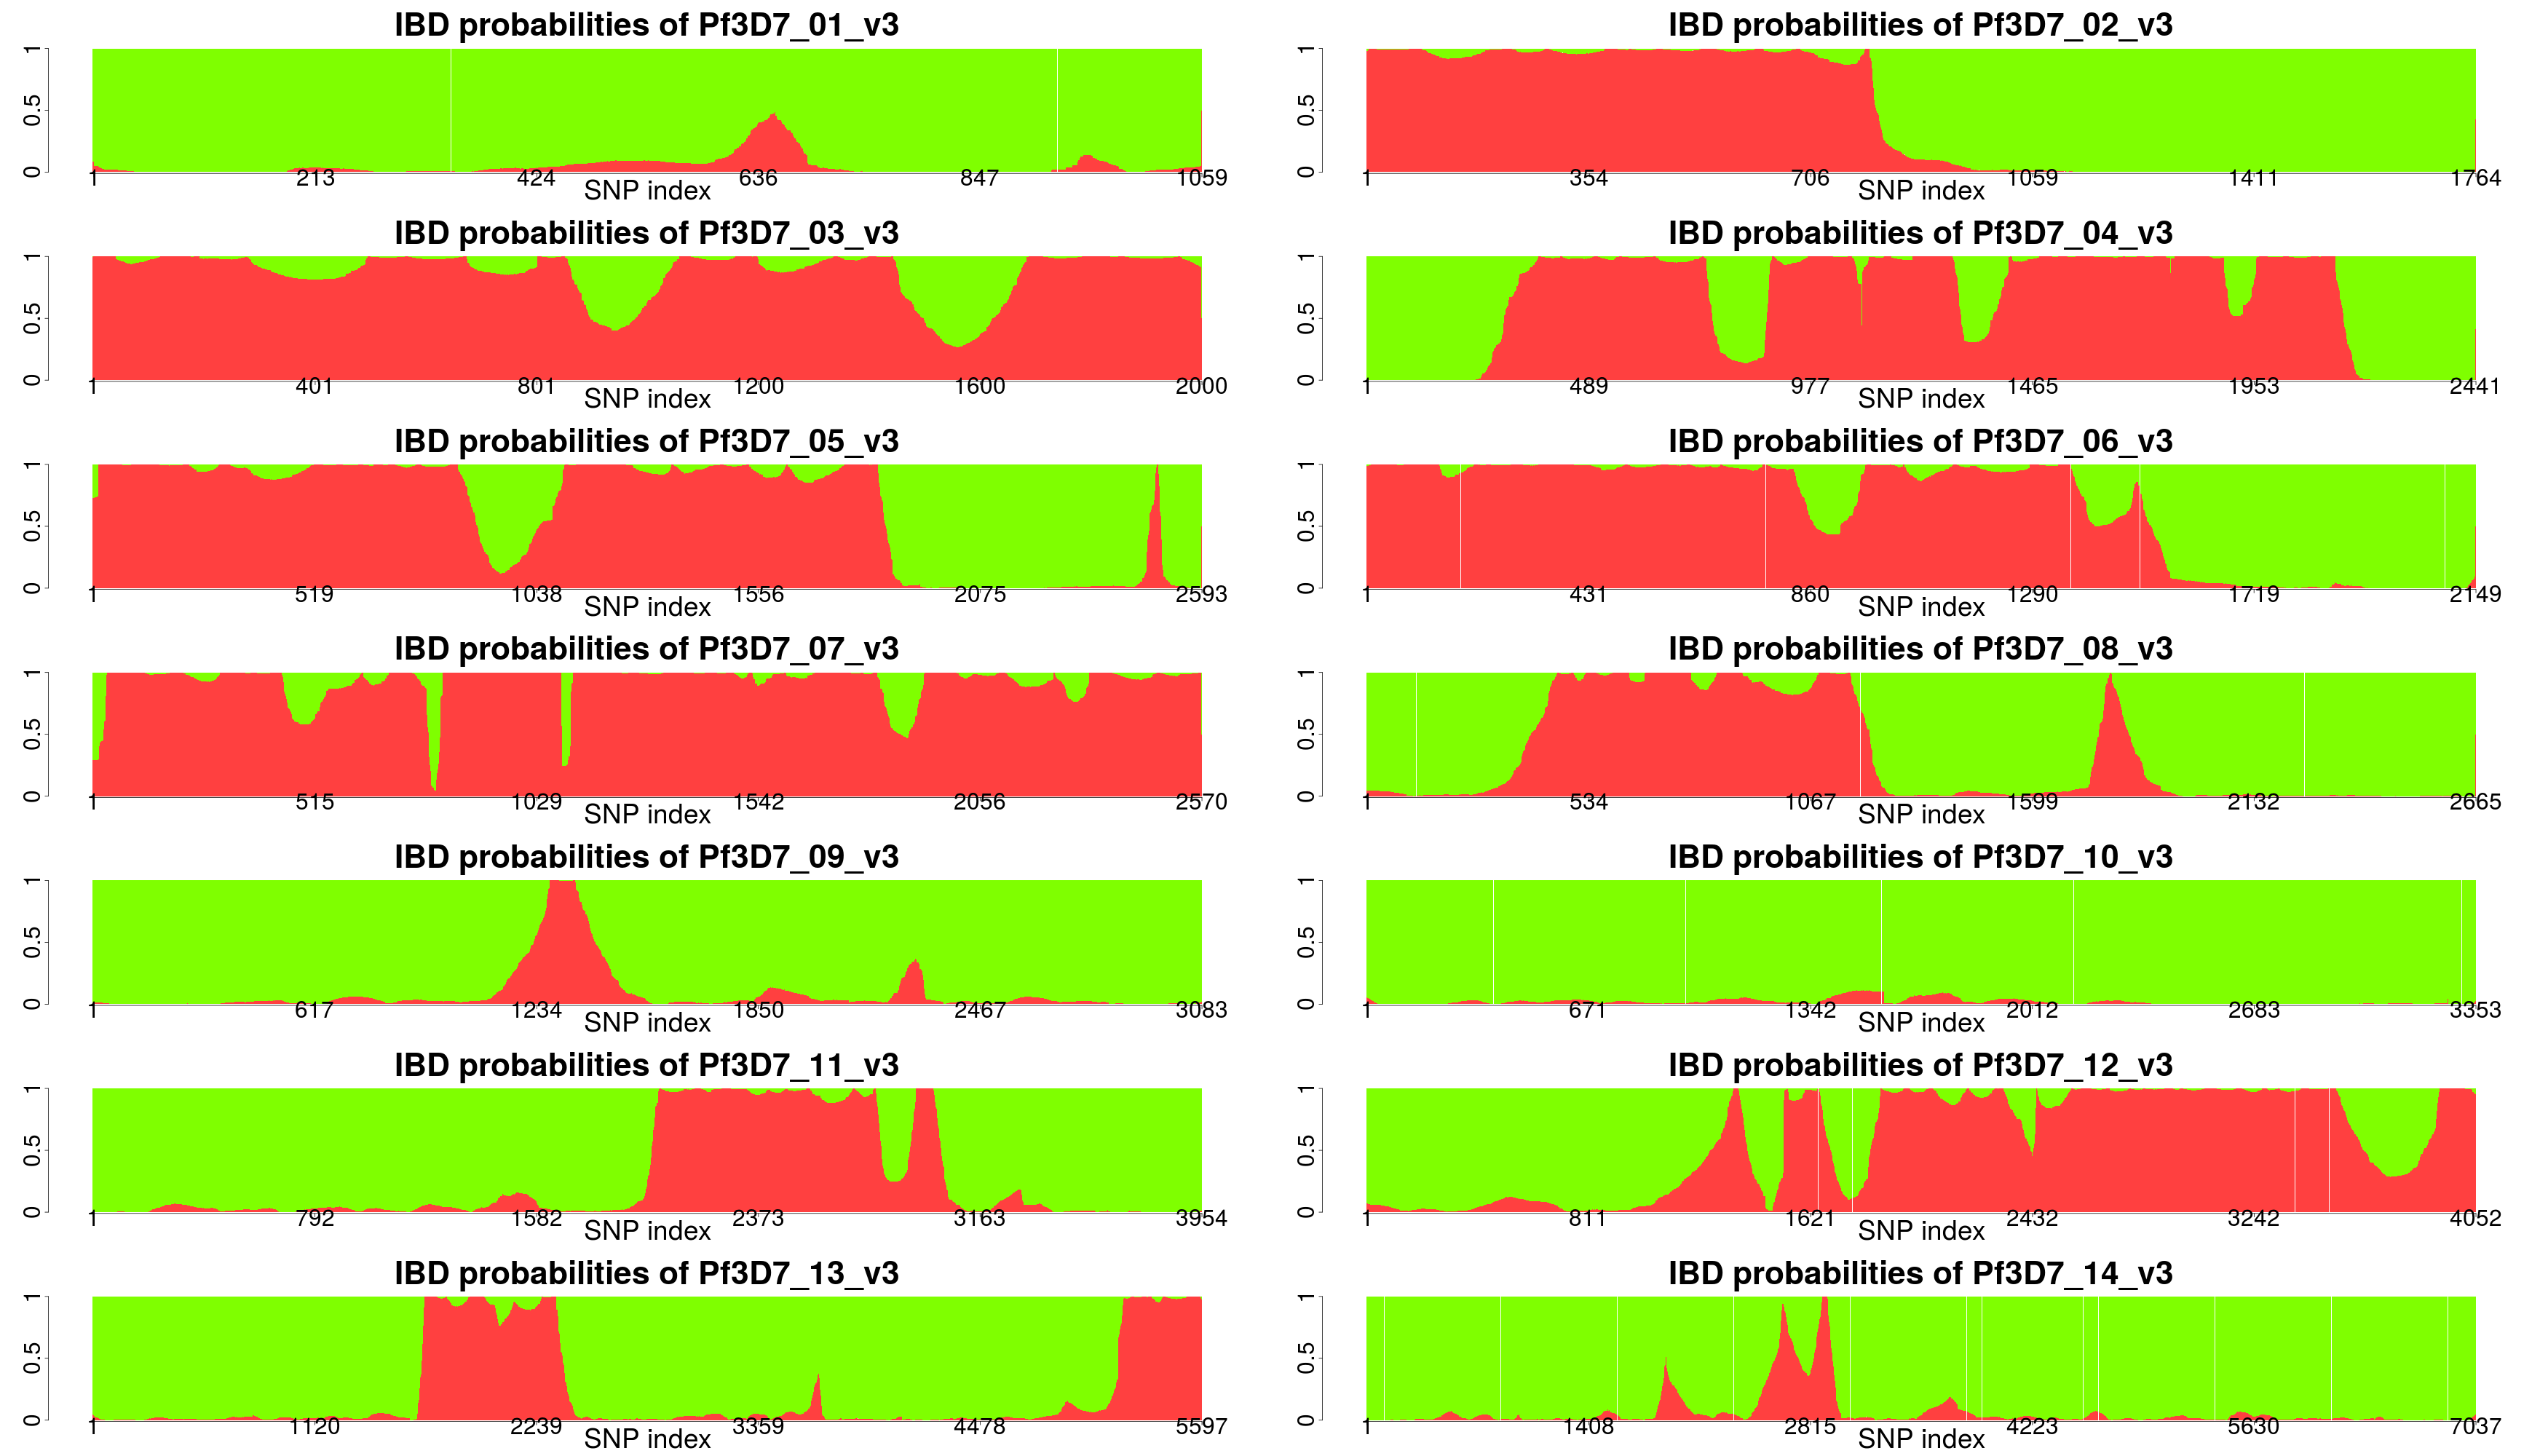 IBD probabilities of Pf3D7_01_v3
0 0.5 1
1 213 424 636 847 1059
SNP index
IBD probabilities of Pf3D7_02_v3
0 0.5 1
1 354 706 1059 1411 1764
SNP index
IBD probabilities of Pf3D7_03_v3
0 0.5 1
1 401 801 1200 1600 2000
SNP index
IBD probabilities of Pf3D7_04_v3
0 0.5 1
1 489 977 1465 1953 2441
SNP index
IBD probabilities of Pf3D7_05_v3
0 0.5 1
1 519 1038 1556 2075 2593
SNP index
IBD probabilities of Pf3D7_06_v3
0 0.5 1
1 431 860 1290 1719 2149
SNP index
IBD probabilities of Pf3D7_07_v3
0 0.5 1
1 515 1029 1542 2056 2570
SNP index
IBD probabilities of Pf3D7_08_v3
0 0.5 1
1 534 1067 1599 2132 2665
SNP index
IBD probabilities of Pf3D7_09_v3
0 0.5 1
1 617 1234 1850 2467 3083
SNP index
IBD probabilities of Pf3D7_10_v3
0 0.5 1
1 671 1342 2012 2683 3353
SNP index
IBD probabilities of Pf3D7_11_v3
0 0.5 1
1 792 1582 2373 3163 3954
SNP index
IBD probabilities of Pf3D7_12_v3
0 0.5 1
1 811 1621 2432 3242 4052
SNP index
IBD probabilities of Pf3D7_13_v3
0 0.5 1
1 1120 2239 3359 4478 5597
SNP index
IBD probabilities of Pf3D7_14_v3
0 0.5 1
1 1408 2815 4223 5630 7037
SNP index